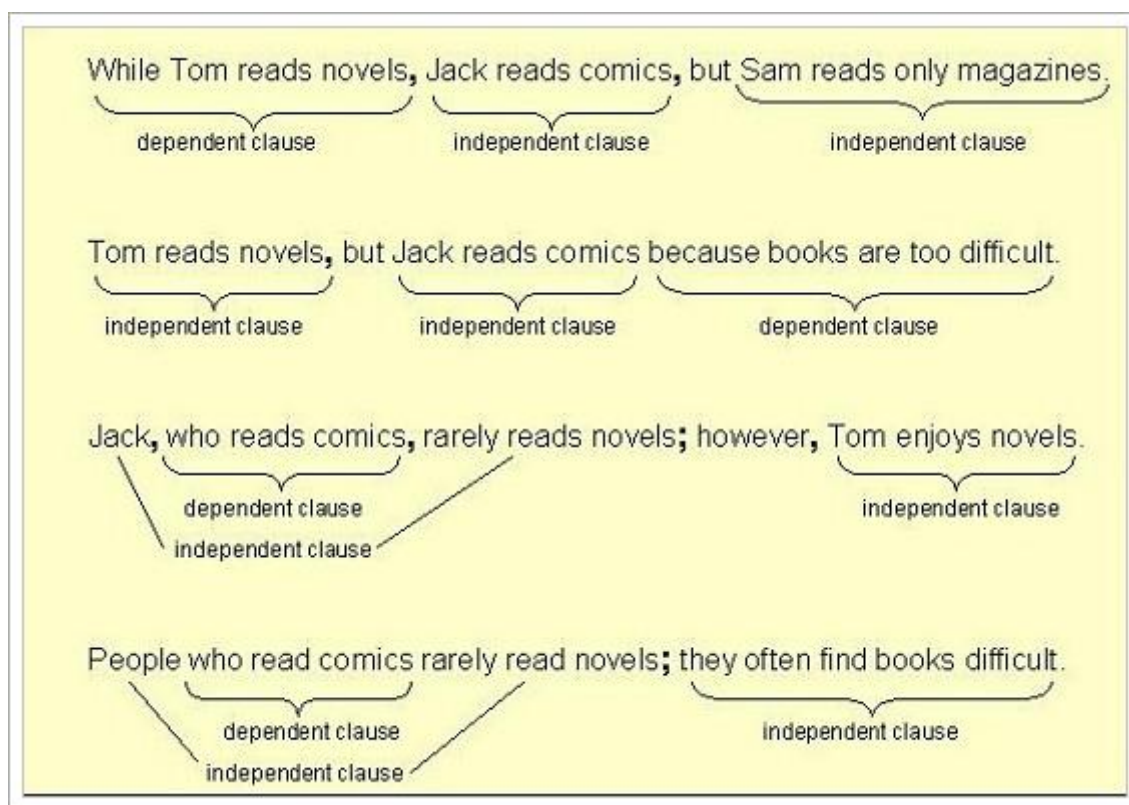 While Tom reads novels, Jack reads comics, but Sam reads only magazines.
dependent clause independent clause independent clause
Tom reads novels, but Jack reads comics because books are too difficult.
independent clause independent clause dependent clause
Jack, who reads comics, rarely reads novels; however, Tom enjoys novels.
dependent clause independent clause
independent clause
People who read comics rarely read novels; they often find books difficult.
dependent clause independent clause
independent clause